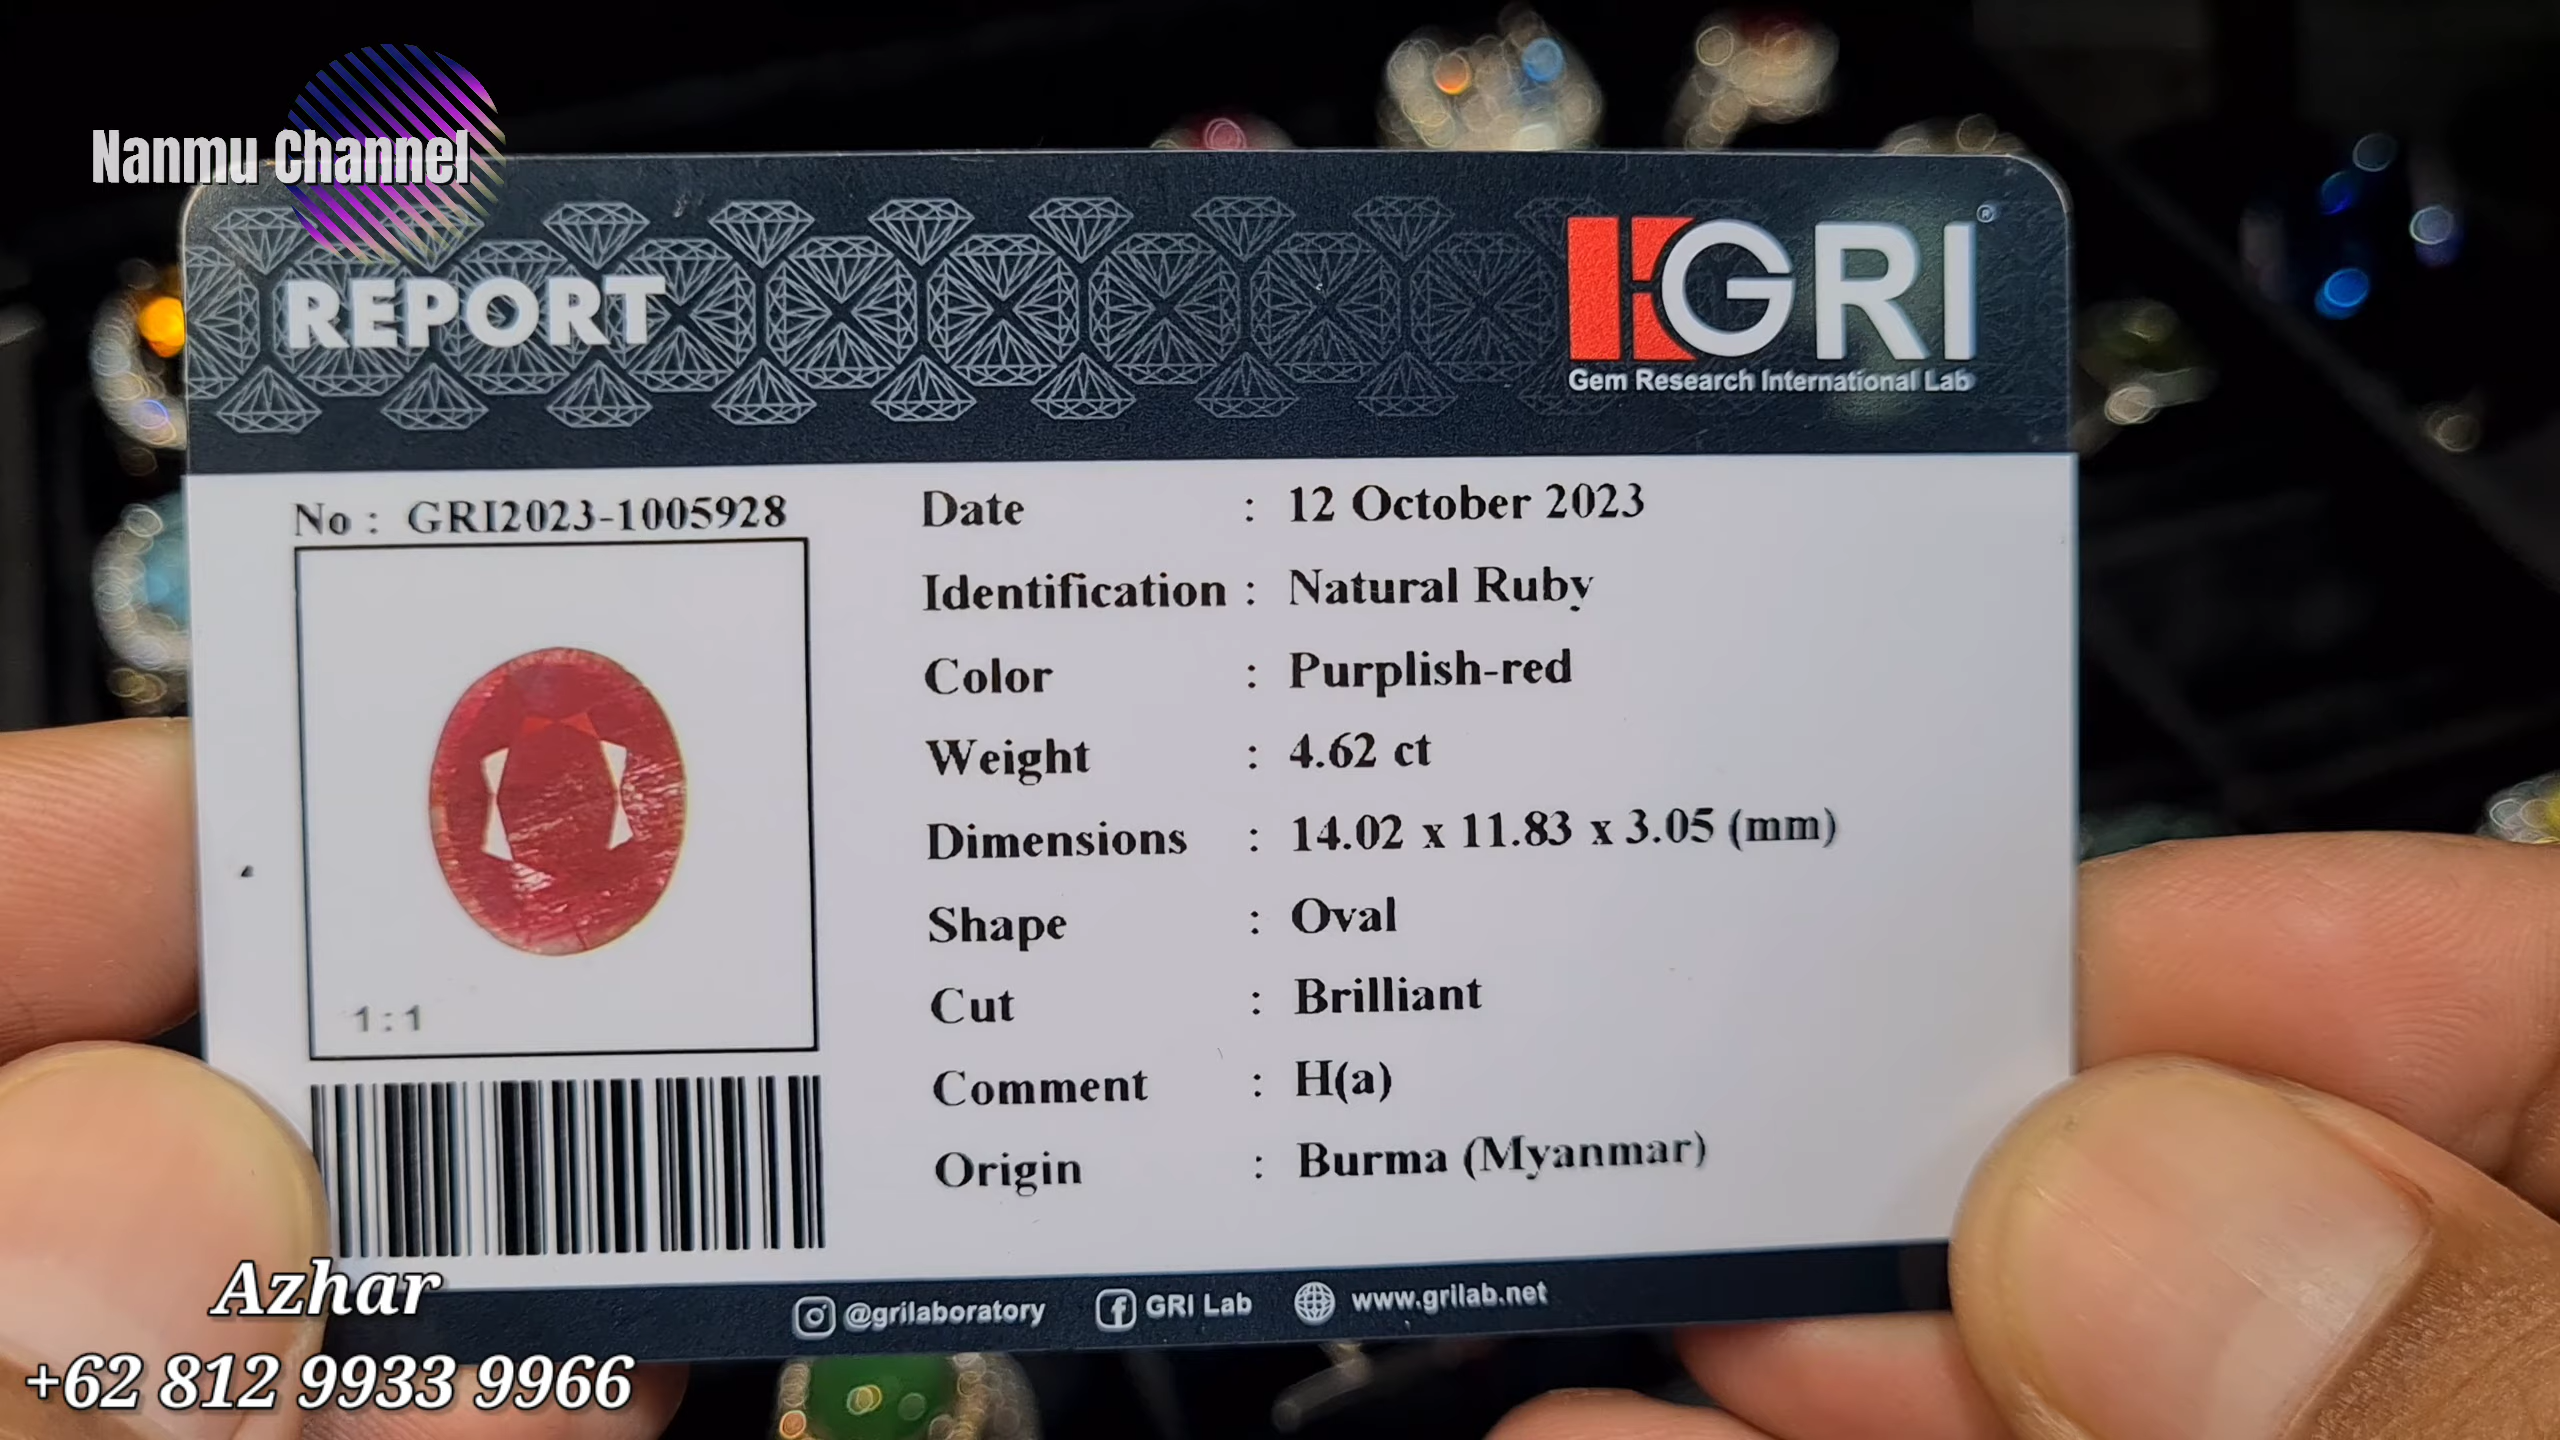 Nanmu Channel
REPORT
GRI®
Gem Research International Lab
No : GRI2023-1005928
1:1
Date : 12 October 2023
Identification : Natural Ruby
Color : Purplish-red
Weight : 4.62 ct
Dimensions : 14.02 x 11.83 x 3.05 (mm)
Shape : Oval
Cut : Brilliant
Comment : H(a)
Origin : Burma (Myanmar)
@grilaboratory GRI Lab www.grilab.net
Azhar
+62 812 9933 9966